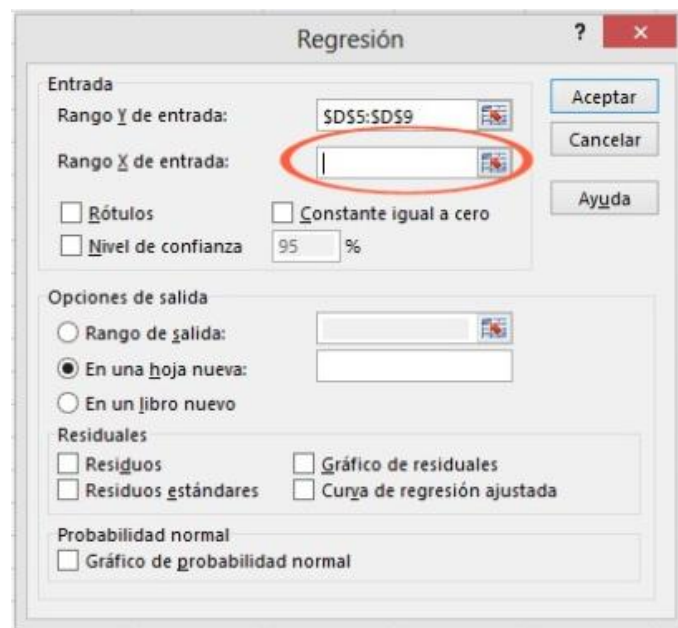 Regresión
?
×
Entrada
Rango Y de entrada:
$D$5:$D$9
Aceptar
Rango X de entrada:
Cancelar
Rótulos
Constante igual a cero
Ayuda
Nivel de confianza
95
%
Opciones de salida
Rango de salida:
En una hoja nueva:
En un libro nuevo
Residuales
Residuos
Gráfico de residuales
Residuos estándares
Curva de regresión ajustada
Probabilidad normal
Gráfico de probabilidad normal